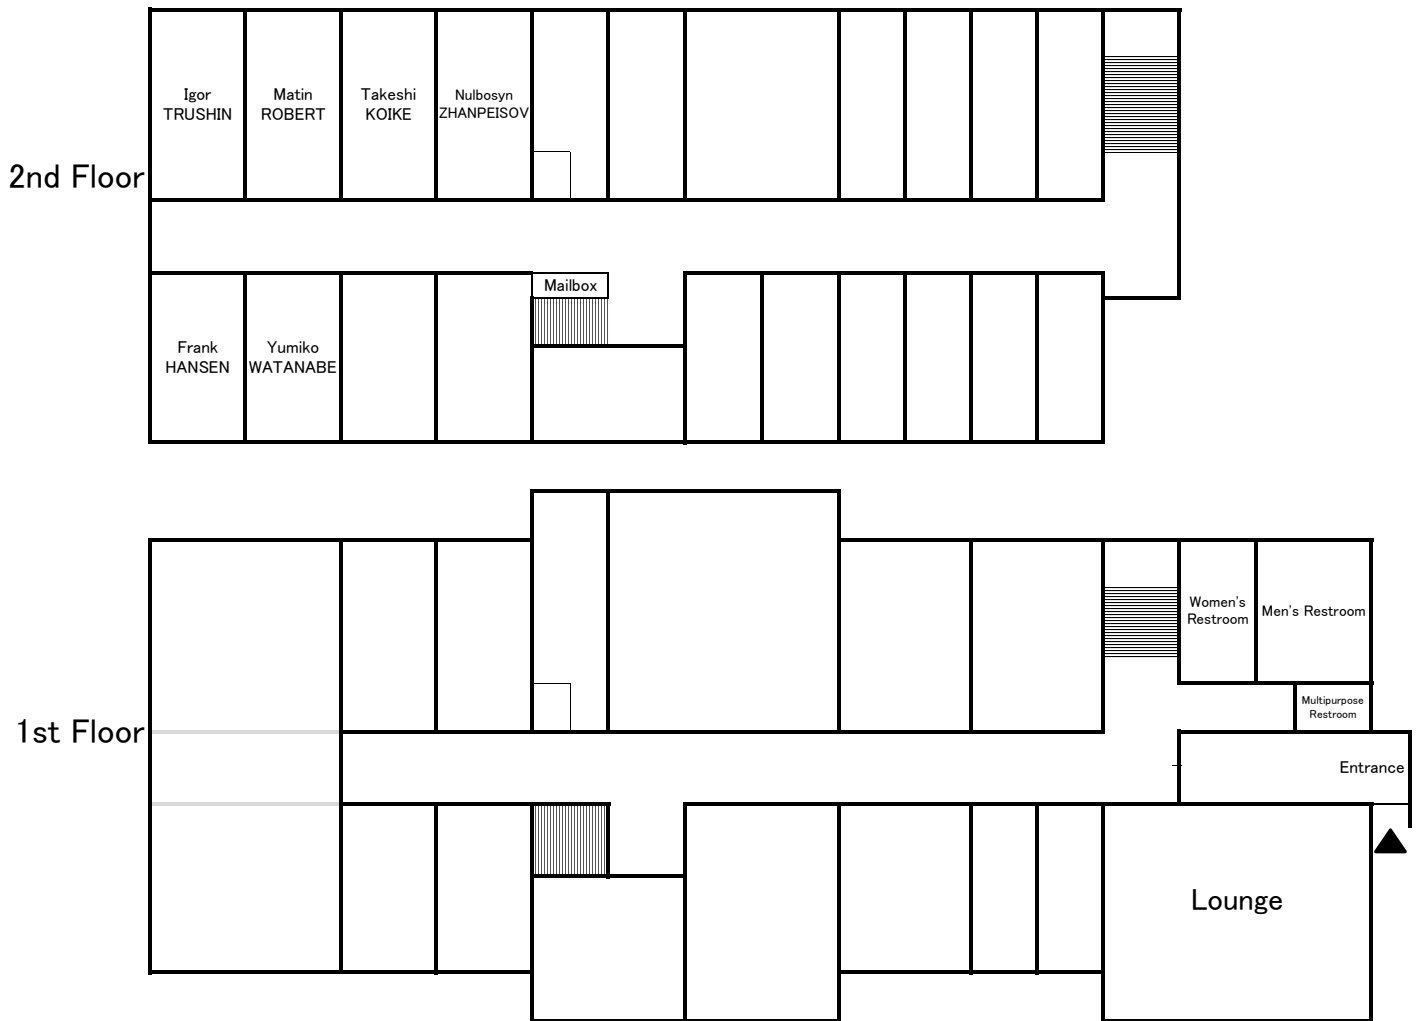 Igor
TRUSHIN
Matin
ROBERT
Takeshi
KOIKE
Nulbosyn
ZHANPEISOV
2nd Floor
Mailbox
Frank
HANSEN
Yumiko
WATANABE
Women's
Restroom
Men's Restroom
Multipurpose
Restroom
1st Floor
Entrance
Lounge